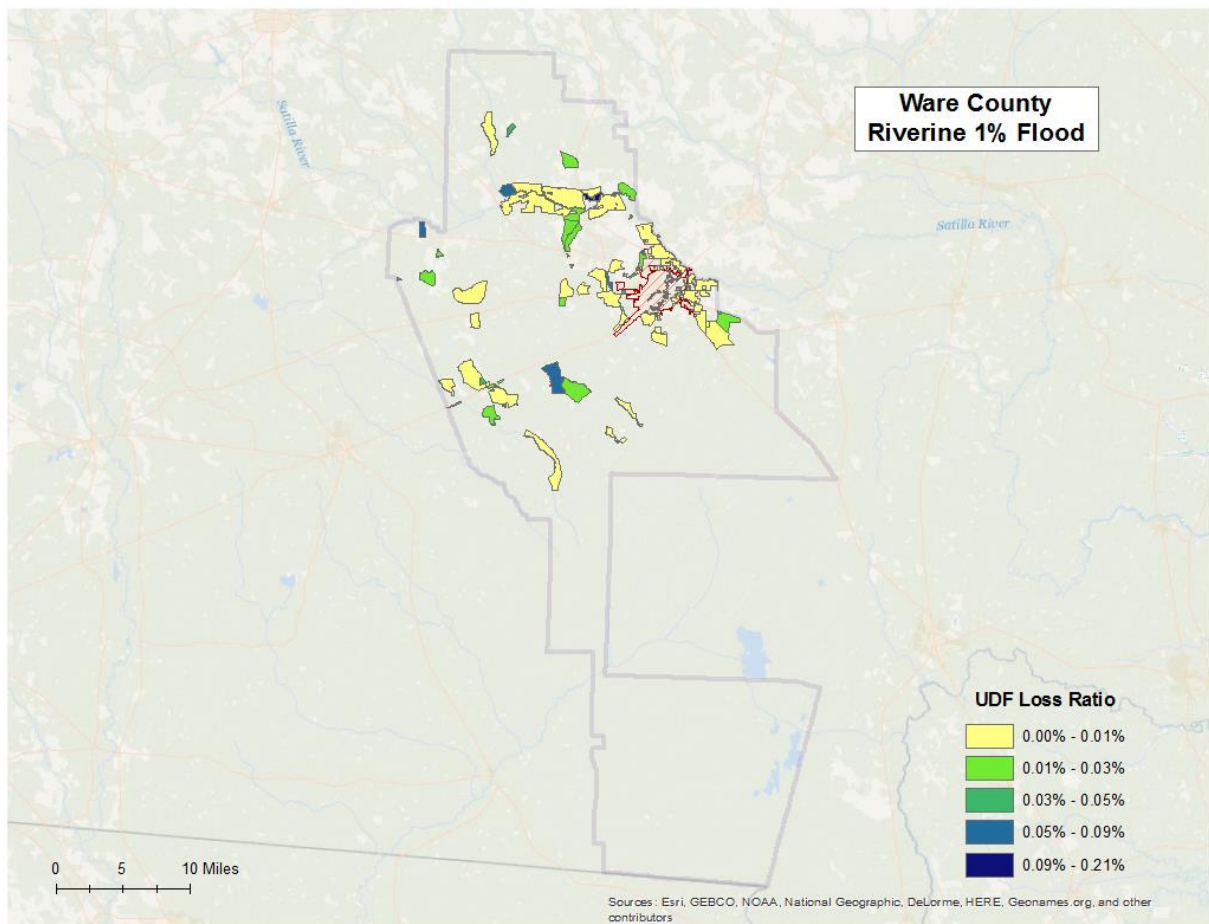 Ware County
Riverine 1% Flood
Satilla River
Satilla River
UDF Loss Ratio
0.00% - 0.01%
0.01% - 0.03%
0.03% - 0.05%
0.05% - 0.09%
0.09% - 0.21%
0 5 10 Miles
Sources: Esri, GEBCO, NOAA, National Geographic, DeLorme, HERE, Geonames.org, and other
contributors